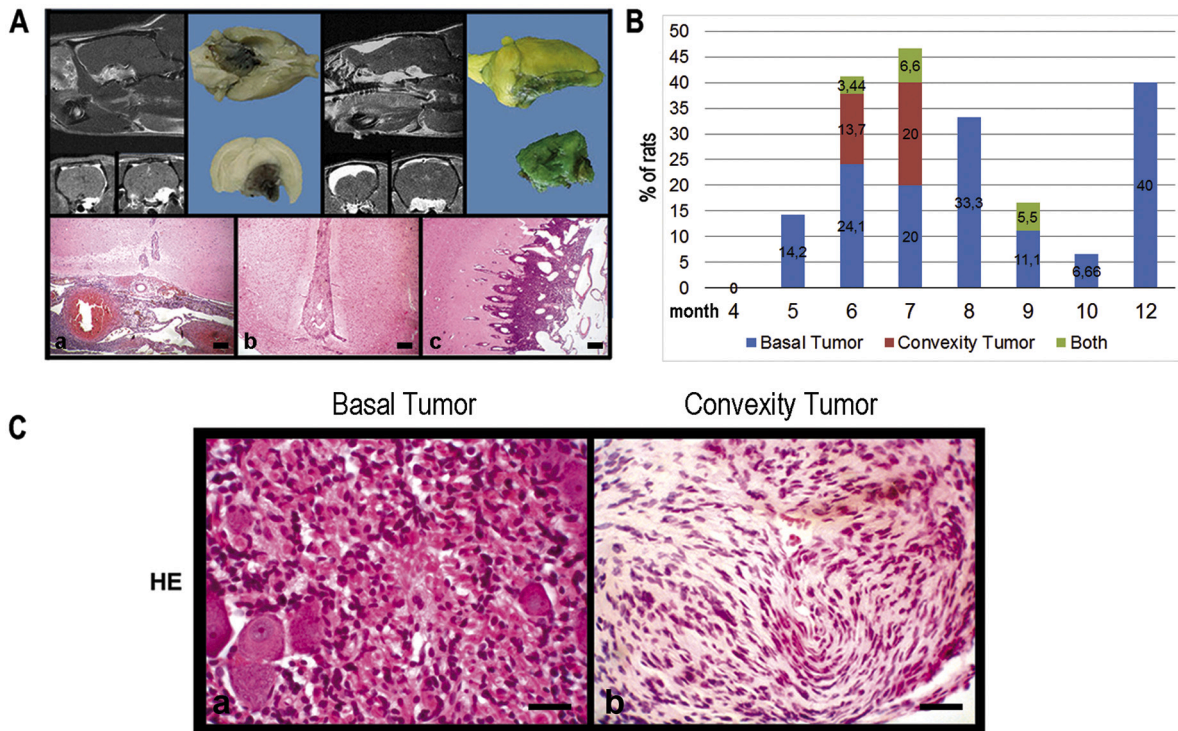 A
a
b
c
B
% of rats
50
45
40
35
30
25
20
15
10
5
0
0
14,2
24,1
13,7
3,44
20
20
6,6
33,3
11,1
5,5
6,66
40
month 4 5 6 7 8 9 10 12
Basal Tumor Convexity Tumor Both
C
Basal Tumor Convexity Tumor
HE
a
b